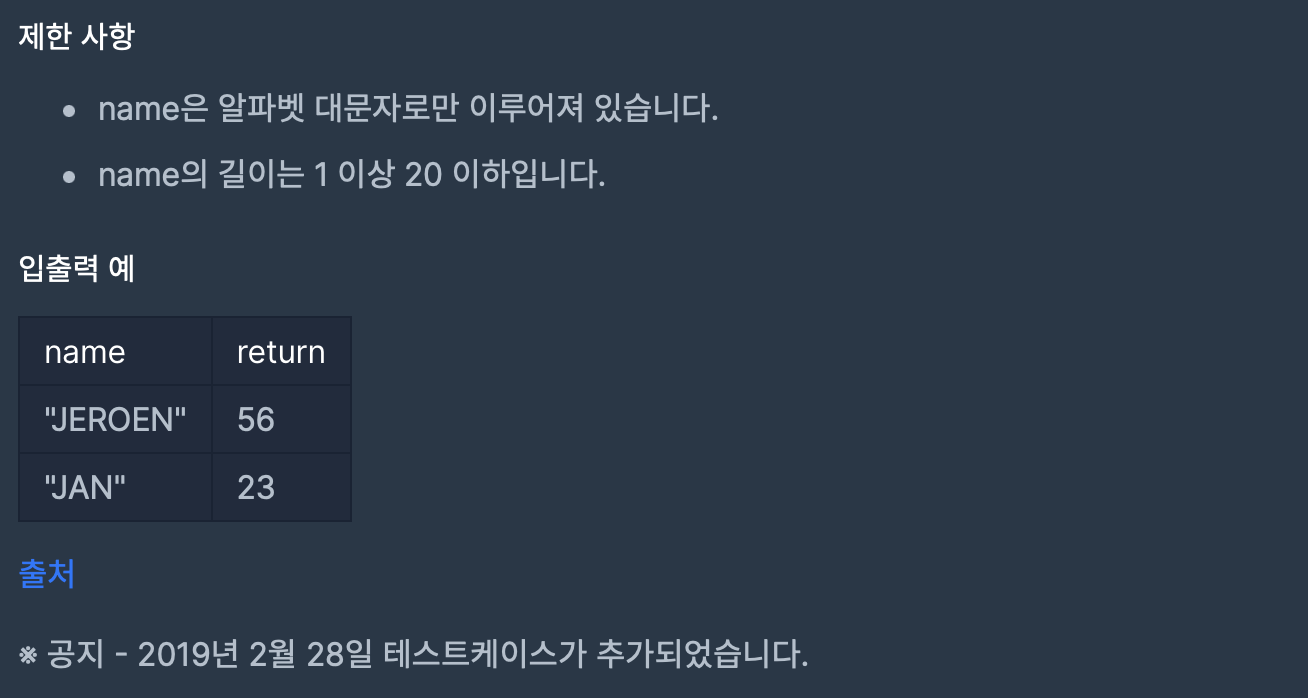 제한 사항
name은 알파벳 대문자로만 이루어져 있습니다.
name의 길이는 1 이상 20 이하입니다.
입출력 예
name return
"JEROEN" 56
"JAN" 23
출처
※ 공지 - 2019년 2월 28일 테스트케이스가 추가되었습니다.